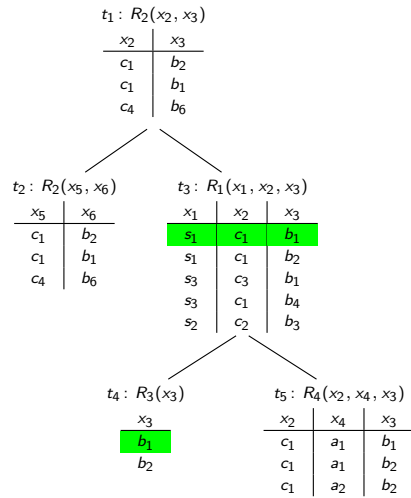 t₁: R₂(x₂, x₃)
x₂ x₃
c₁ b₂
c₁ b₁
c₄ b₆
t₂: R₂(x₅, x₆)
x₅ x₆
c₁ b₂
c₁ b₁
c₄ b₆
t₃: R₁(x₁, x₂, x₃)
x₁ x₂ x₃
s₁ c₁ b₁
s₁ c₁ b₂
s₃ c₃ b₁
s₃ c₁ b₄
s₂ c₂ b₃
t₄: R₃(x₃)
x₃
b₁
b₂
t₅: R₄(x₂, x₄, x₃)
x₂ x₄ x₃
c₁ a₁ b₁
c₁ a₁ b₂
c₁ a₂ b₂